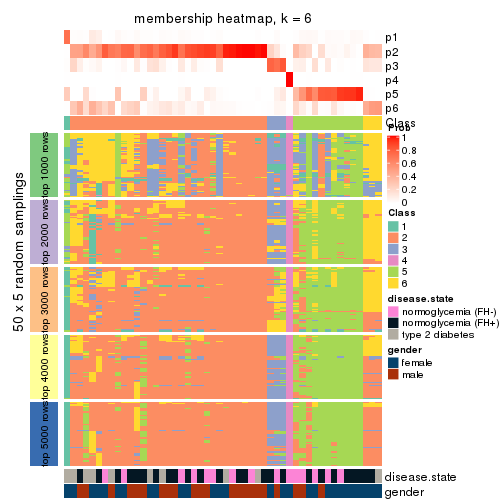 membership heatmap, k = 6
p1
p2
p3
p4
p5
p6
Class
Prob
1
0.8
0.6
0.4
0.2
0
Class
1
2
3
4
5
6
disease.state
normoglycemia (FH-)
normoglycemia (FH+)
type 2 diabetes
gender
female
male
50 x 5 random samplings
top 1000 rows
top 2000 rows
top 3000 rows
top 4000 rows
top 5000 rows
disease.state
gender